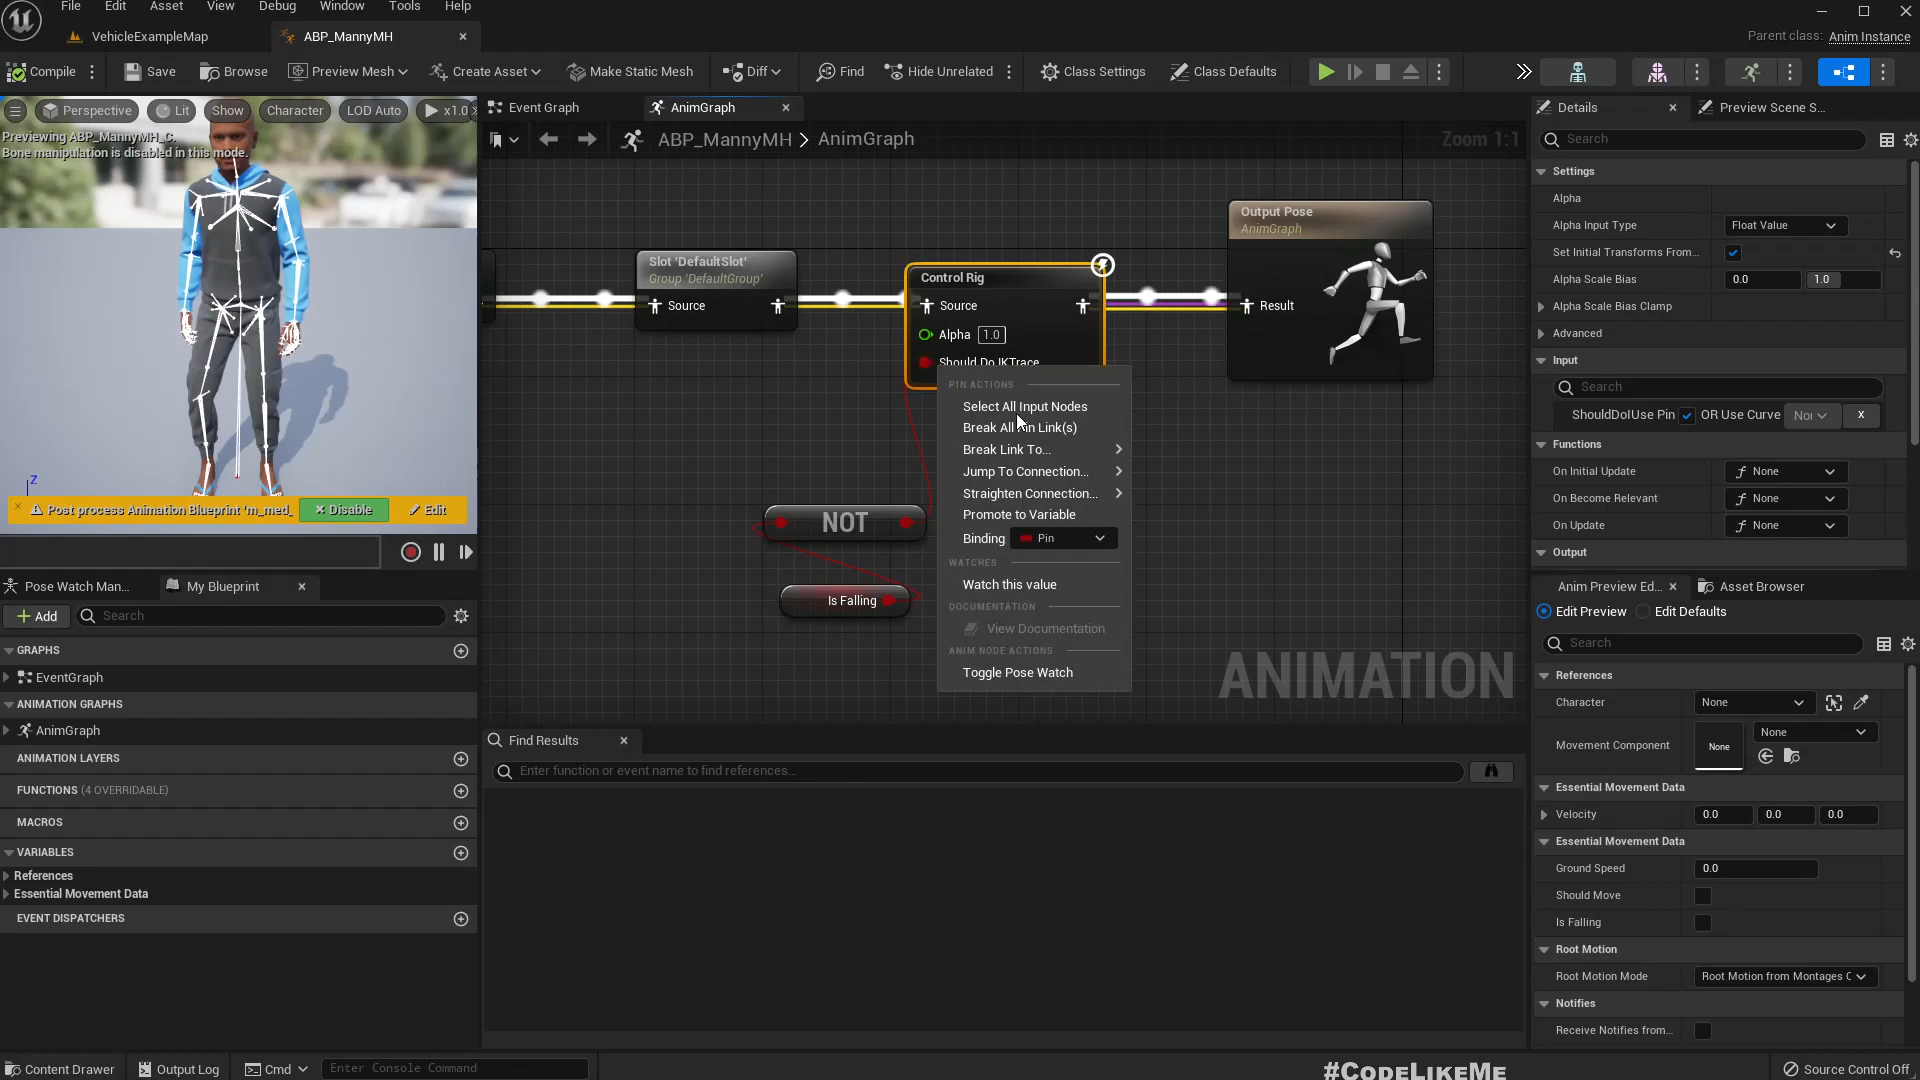 File Edit Asset View Debug Window Tools Help
VehicleExampleMap
ABP_MannyMH
Parent class: Anim Instance
Compile
Save
Browse
Preview Mesh
Create Asset
Make Static Mesh
Diff
Find
Hide Unrelated
Class Settings
Class Defaults
Perspective
Lit
Show
Character
LOD Auto
x1.0
Previewing ABP_MannyMH_C.
Bone manipulation is disabled in this mode.
Z
Post process Animation Blueprint 'm_med_
Disable
Edit
Event Graph
AnimGraph
ABP_MannyMH > AnimGraph
Zoom 1:1
Slot 'DefaultSlot'
Group 'DefaultGroup'
Source
Control Rig
Source
Alpha 1.0
Should Do IKTrace
Output Pose
AnimGraph
Result
NOT
Is Falling
PIN ACTIONS
Select All Input Nodes
Break All Pin Link(s)
Break Link To...
Jump To Connection...
Straighten Connection...
Promote to Variable
Binding Pin
WATCHES
Watch this value
DOCUMENTATION
View Documentation
ANIM NODE ACTIONS
Toggle Pose Watch
ANIMATION
Pose Watch Man...
My Blueprint
Add
Search
GRAPHS
EventGraph
ANIMATION GRAPHS
AnimGraph
ANIMATION LAYERS
FUNCTIONS (4 OVERRIDABLE)
MACROS
VARIABLES
References
Essential Movement Data
EVENT DISPATCHERS
Find Results
Enter function or event name to find references...
Details
Preview Scene S...
Search
Settings
Alpha
Alpha Input Type Float Value
Set Initial Transforms From...
Alpha Scale Bias 0.0 1.0
Alpha Scale Bias Clamp
Advanced
Input
Search
ShouldDoIUse Pin OR Use Curve X
Functions
On Initial Update None
On Become Relevant None
On Update None
Output
Anim Preview Ed...
Asset Browser
Edit Preview
Edit Defaults
Search
References
Character None
Movement Component None None
Essential Movement Data
Velocity 0.0 0.0 0.0
Essential Movement Data
Ground Speed 0.0
Should Move
Is Falling
Root Motion
Root Motion Mode Root Motion from Montages C
Notifies
Receive Notifies from...
Content Drawer
Output Log
Cmd
Enter Console Command
#CODELIKEME
Source Control Off